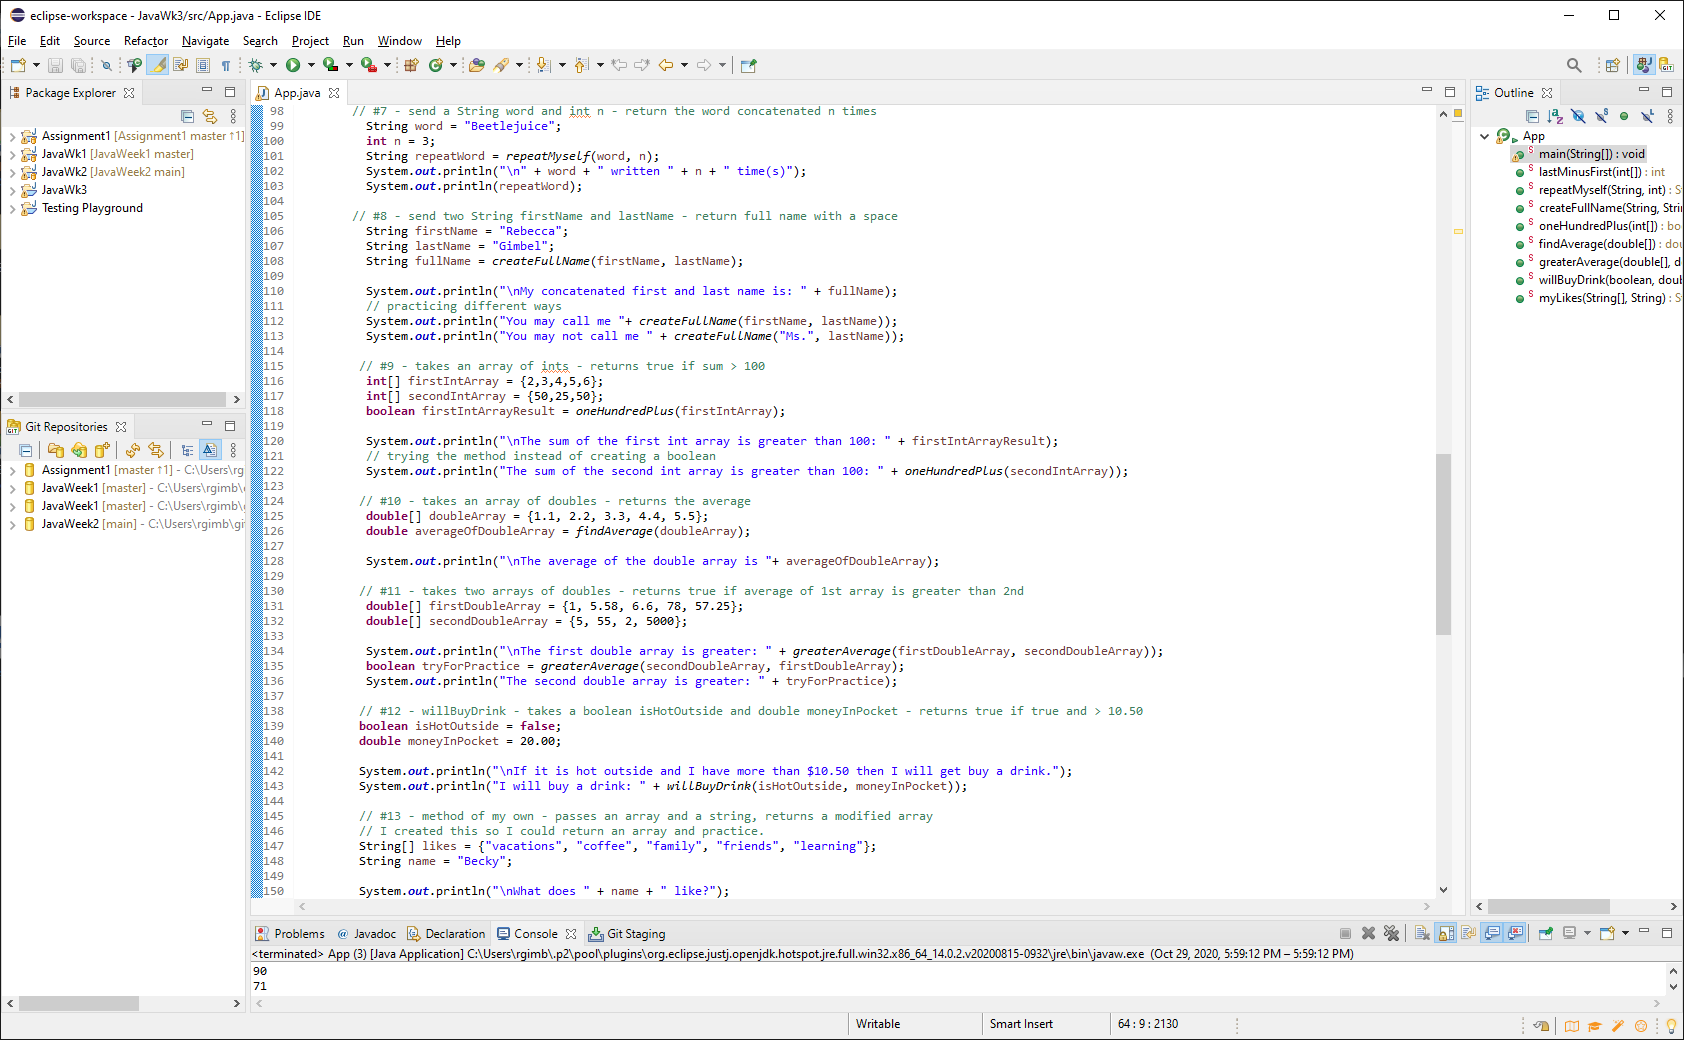 eclipse-workspace - JavaWk3/src/App.java - Eclipse IDE
File Edit Source Refactor Navigate Search Project Run Window Help
Package Explorer
Assignment1 [Assignment1 master ↑1]
JavaWk1 [JavaWeek1 master]
JavaWk2 [JavaWeek2 main]
JavaWk3
Testing Playground
Git Repositories
Assignment1 [master ↑1] - C:\Users\rg
JavaWeek1 [master] - C:\Users\rgimb\
JavaWeek1 [master] - C:\Users\rgimb\
JavaWeek2 [main] - C:\Users\rgimb\gi
App.java
98 // #7 - send a String word and int n - return the word concatenated n times
99 String word = "Beetlejuice";
100 int n = 3;
101 String repeatWord = repeatMyself(word, n);
102 System.out.println("\n" + word + " written " + n + " time(s)");
103 System.out.println(repeatWord);
104
105 // #8 - send two String firstName and lastName - return full name with a space
106 String firstName = "Rebecca";
107 String lastName = "Gimbel";
108 String fullName = createFullName(firstName, lastName);
109
110 System.out.println("\nMy concatenated first and last name is: " + fullName);
111 // practicing different ways
112 System.out.println("You may call me "+ createFullName(firstName, lastName));
113 System.out.println("You may not call me " + createFullName("Ms.", lastName));
114
115 // #9 - takes an array of ints - returns true if sum > 100
116 int[] firstIntArray = {2,3,4,5,6};
117 int[] secondIntArray = {50,25,50};
118 boolean firstIntArrayResult = oneHundredPlus(firstIntArray);
119
120 System.out.println("\nThe sum of the first int array is greater than 100: " + firstIntArrayResult);
121 // trying the method instead of creating a boolean
122 System.out.println("The sum of the second int array is greater than 100: " + oneHundredPlus(secondIntArray));
123
124 // #10 - takes an array of doubles - returns the average
125 double[] doubleArray = {1.1, 2.2, 3.3, 4.4, 5.5};
126 double averageOfDoubleArray = findAverage(doubleArray);
127
128 System.out.println("\nThe average of the double array is "+ averageOfDoubleArray);
129
130 // #11 - takes two arrays of doubles - returns true if average of 1st array is greater than 2nd
131 double[] firstDoubleArray = {1, 5.58, 6.6, 78, 57.25};
132 double[] secondDoubleArray = {5, 55, 2, 5000};
133
134 System.out.println("\nThe first double array is greater: " + greaterAverage(firstDoubleArray, secondDoubleArray));
135 boolean tryForPractice = greaterAverage(secondDoubleArray, firstDoubleArray);
136 System.out.println("The second double array is greater: " + tryForPractice);
137
138 // #12 - willBuyDrink - takes a boolean isHotOutside and double moneyInPocket - returns true if true and > 10.50
139 boolean isHotOutside = false;
140 double moneyInPocket = 20.00;
141
142 System.out.println("\nIf it is hot outside and I have more than $10.50 then I will get buy a drink.");
143 System.out.println("I will buy a drink: " + willBuyDrink(isHotOutside, moneyInPocket));
144
145 // #13 - method of my own - passes an array and a string, returns a modified array
146 // I created this so I could return an array and practice.
147 String[] likes = {"vacations", "coffee", "family", "friends", "learning"};
148 String name = "Becky";
149
150 System.out.println("\nWhat does " + name + " like?");
Outline
App
main(String[]) : void
lastMinusFirst(int[]) : int
repeatMyself(String, int) : S
createFullName(String, Stri
oneHundredPlus(int[]) : bo
findAverage(double[]) : dou
greaterAverage(double[], d
willBuyDrink(boolean, doub
myLikes(String[], String) : S
Problems Javadoc Declaration Console Git Staging
<terminated> App (3) [Java Application] C:\Users\rgimb\.p2\pool\plugins\org.eclipse.justj.openjdk.hotspot.jre.full.win32.x86_64_14.0.2.v20200815-0932\jre\bin\javaw.exe (Oct 29, 2020, 5:59:12 PM – 5:59:12 PM)
90
71
Writable Smart Insert 64 : 9 : 2130